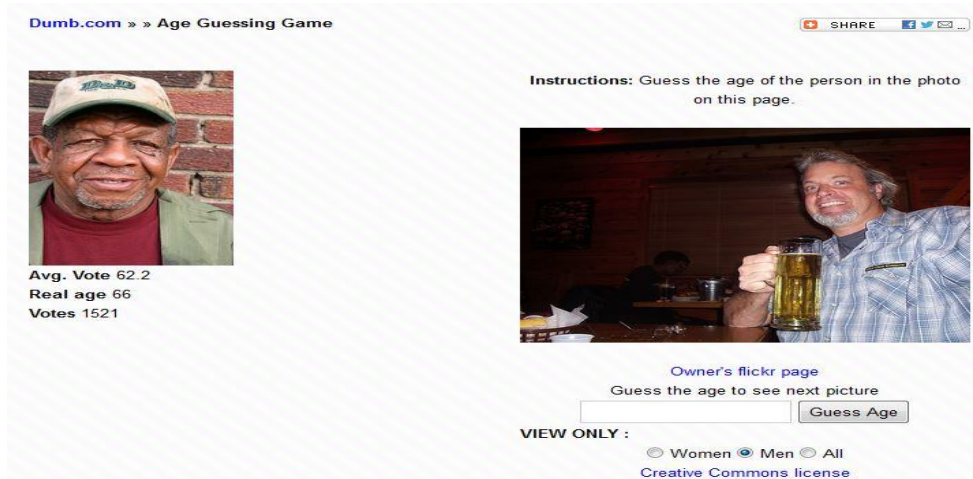 Dumb.com » » Age Guessing Game
SHARE
Instructions: Guess the age of the person in the photo
on this page.
Avg. Vote 62.2
Real age 66
Votes 1521
Owner's flickr page
Guess the age to see next picture
Guess Age
VIEW ONLY :
Women Men All
Creative Commons license